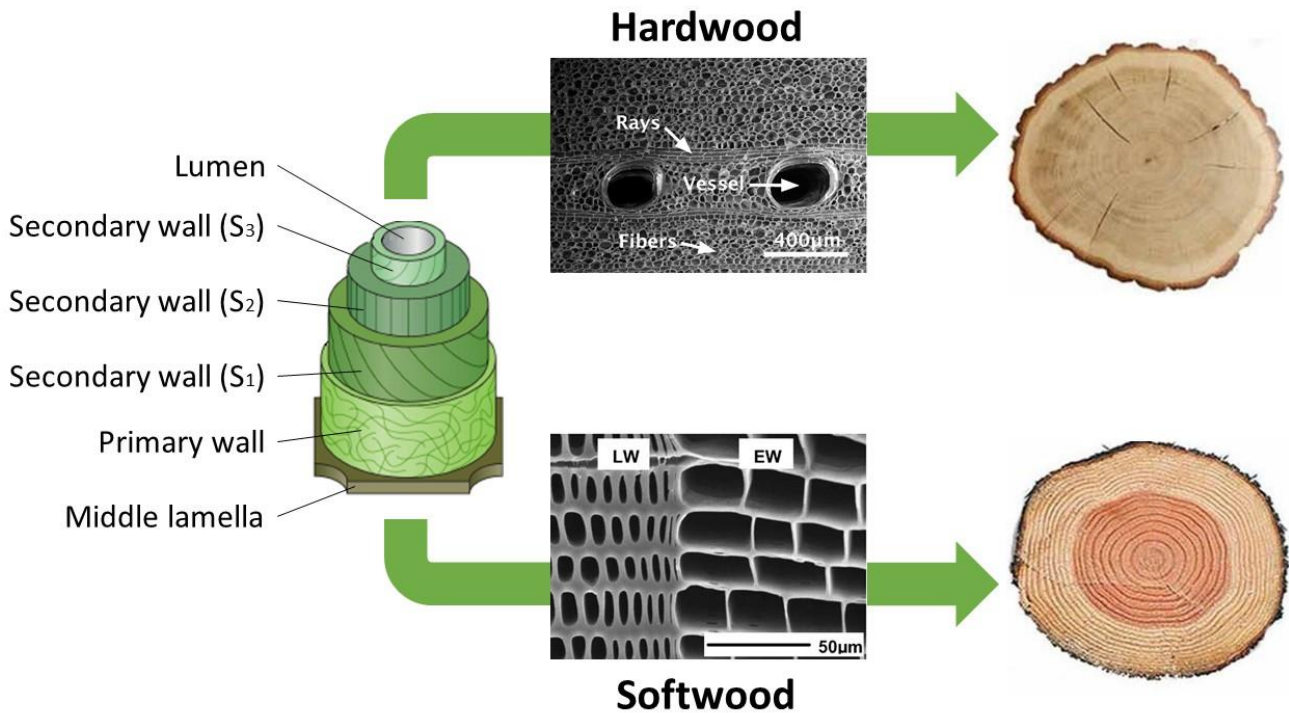 Hardwood
Rays
Vessel
Fibers
400µm
Lumen
Secondary wall (S₃)
Secondary wall (S₂)
Secondary wall (S₁)
Primary wall
Middle lamella
LW
EW
50µm
Softwood